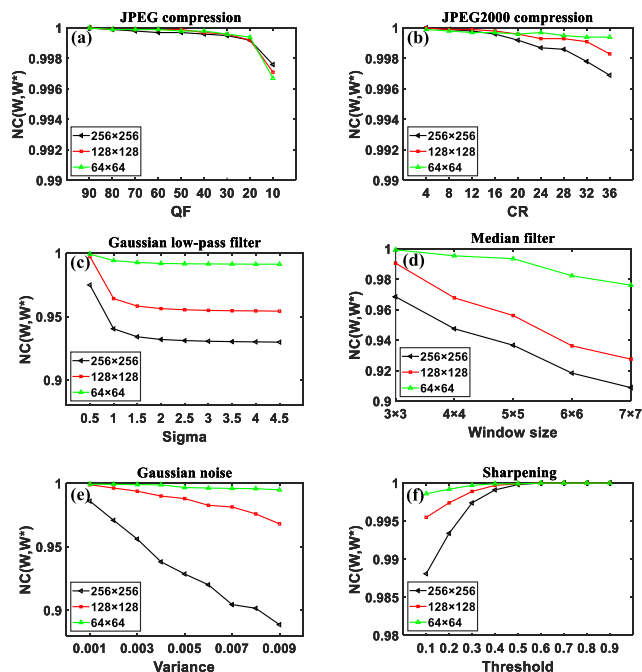 JPEG compression
(a)
NC(W,W*)
1
0.998
0.996
0.994
0.992
0.99
256×256
128×128
64×64
90 80 70 60 50 40 30 20 10
QF
JPEG2000 compression
(b)
NC(W,W*)
1
0.998
0.996
0.994
0.992
0.99
256×256
128×128
64×64
4 8 12 16 20 24 28 32 36
CR
Gaussian low-pass filter
(c)
NC(W,W*)
1
0.95
0.9
256×256
128×128
64×64
0.5 1 1.5 2 2.5 3 3.5 4 4.5
Sigma
Median filter
(d)
NC(W,W*)
1
0.98
0.96
0.94
0.92
0.9
256×256
128×128
64×64
3×3 4×4 5×5 6×6 7×7
Window size
Gaussian noise
(e)
NC(W,W*)
1
0.95
0.9
256×256
128×128
64×64
0.001 0.003 0.005 0.007 0.009
Variance
Sharpening
(f)
NC(W,W*)
1
0.995
0.99
0.985
0.98
256×256
128×128
64×64
0.1 0.2 0.3 0.4 0.5 0.6 0.7 0.8 0.9
Threshold